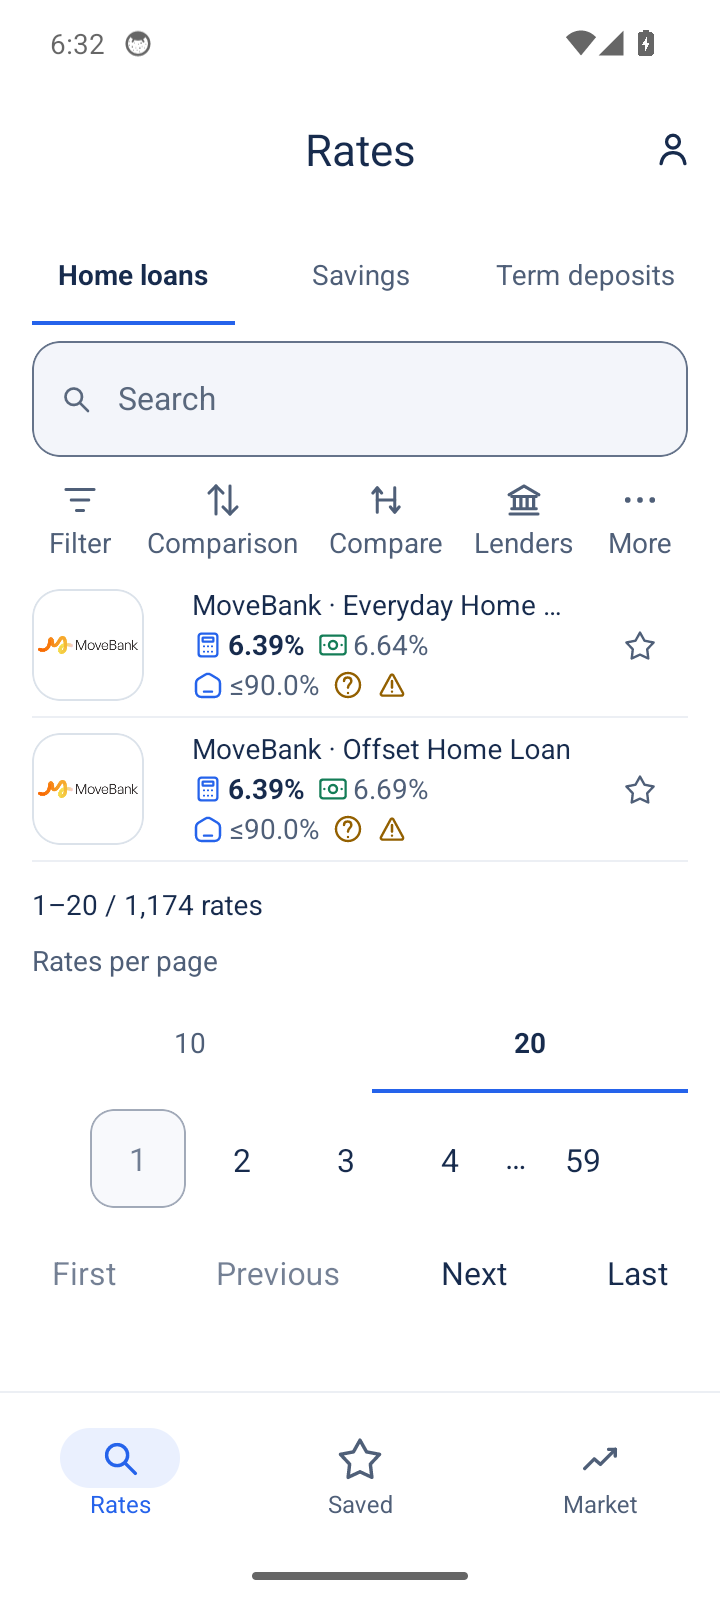 6:32
Rates
Home loans
Savings
Term deposits
Search
Filter
Comparison
Compare
Lenders
More
MoveBank
MoveBank · Everyday Home ...
6.39% 6.64%
≤90.0%
MoveBank
MoveBank · Offset Home Loan
6.39% 6.69%
≤90.0%
1–20 / 1,174 rates
Rates per page
10
20
1 2 3 4 ... 59
First
Previous
Next
Last
Rates
Saved
Market